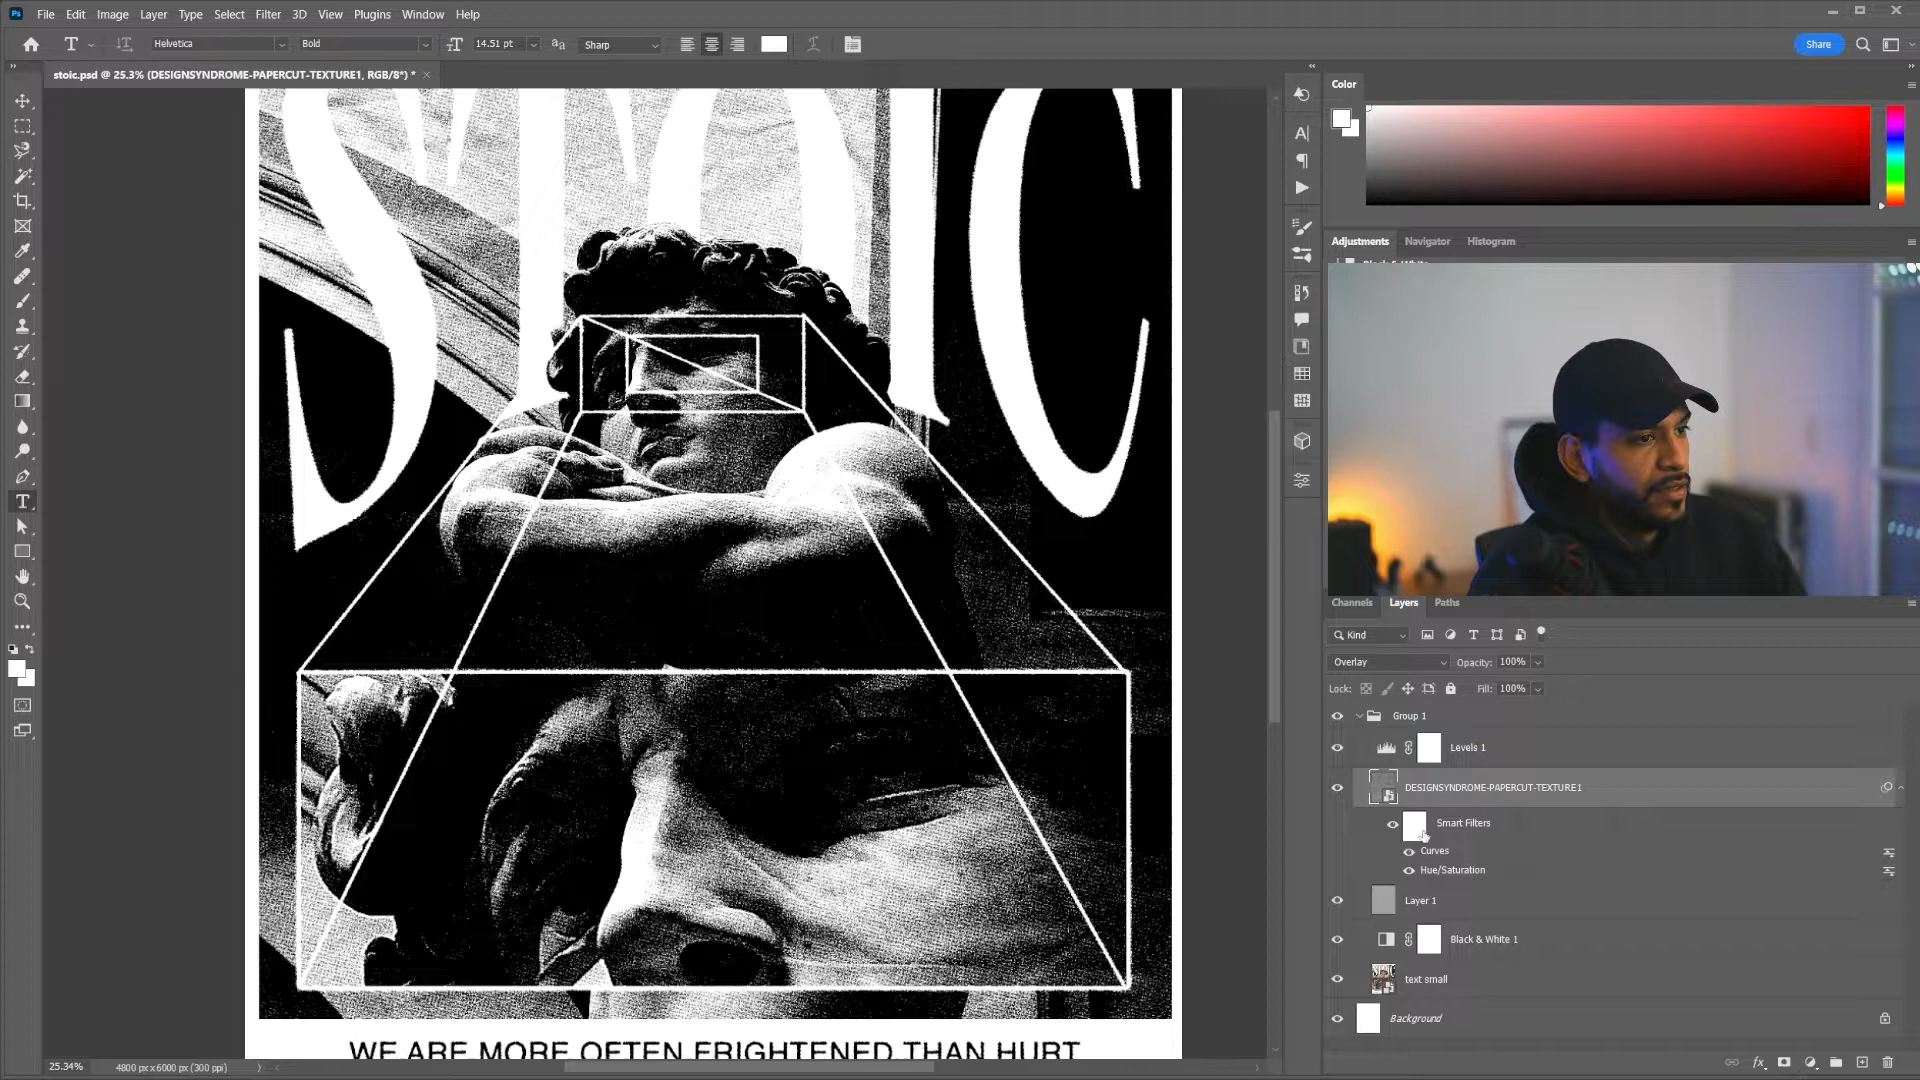 Ps File Edit Image Layer Type Select Filter 3D View Plugins Window Help
T Helvetica Bold 14.51 pt Sharp Share
stoic.psd @ 25.3% (DESIGNSYNDROME-PAPERCUT-TEXTURE1, RGB/8*) *
STOIC
WE ARE MORE OFTEN FRIGHTENED THAN HURT
25.34% 4800 px x 6000 px (300 ppi)
Color
Adjustments Navigator Histogram
Black & White
Channels Layers Paths
Kind
Overlay Opacity: 100%
Lock: Fill: 100%
Group 1
Levels 1
DESIGNSYNDROME-PAPERCUT-TEXTURE1
Smart Filters
Curves
Hue/Saturation
Layer 1
Black & White 1
text small
Background